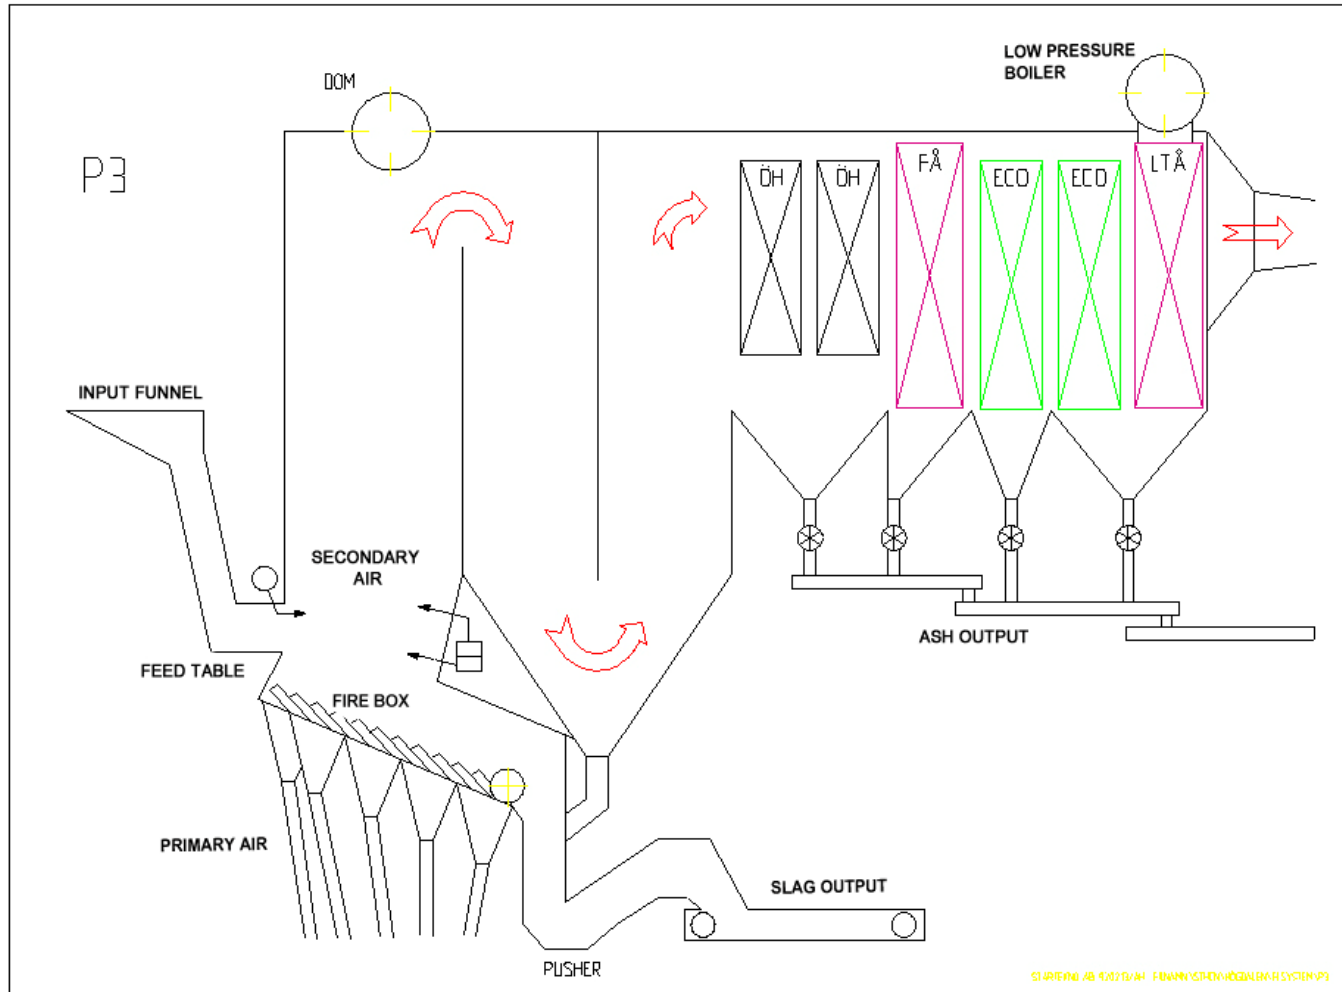 LOW PRESSURE
BOILER
DOM
P3
ÖH
ÖH
FÅ
ECO
ECO
LTÅ
INPUT FUNNEL
SECONDARY
AIR
FEED TABLE
FIRE BOX
ASH OUTPUT
PRIMARY AIR
SLAG OUTPUT
PUSHER